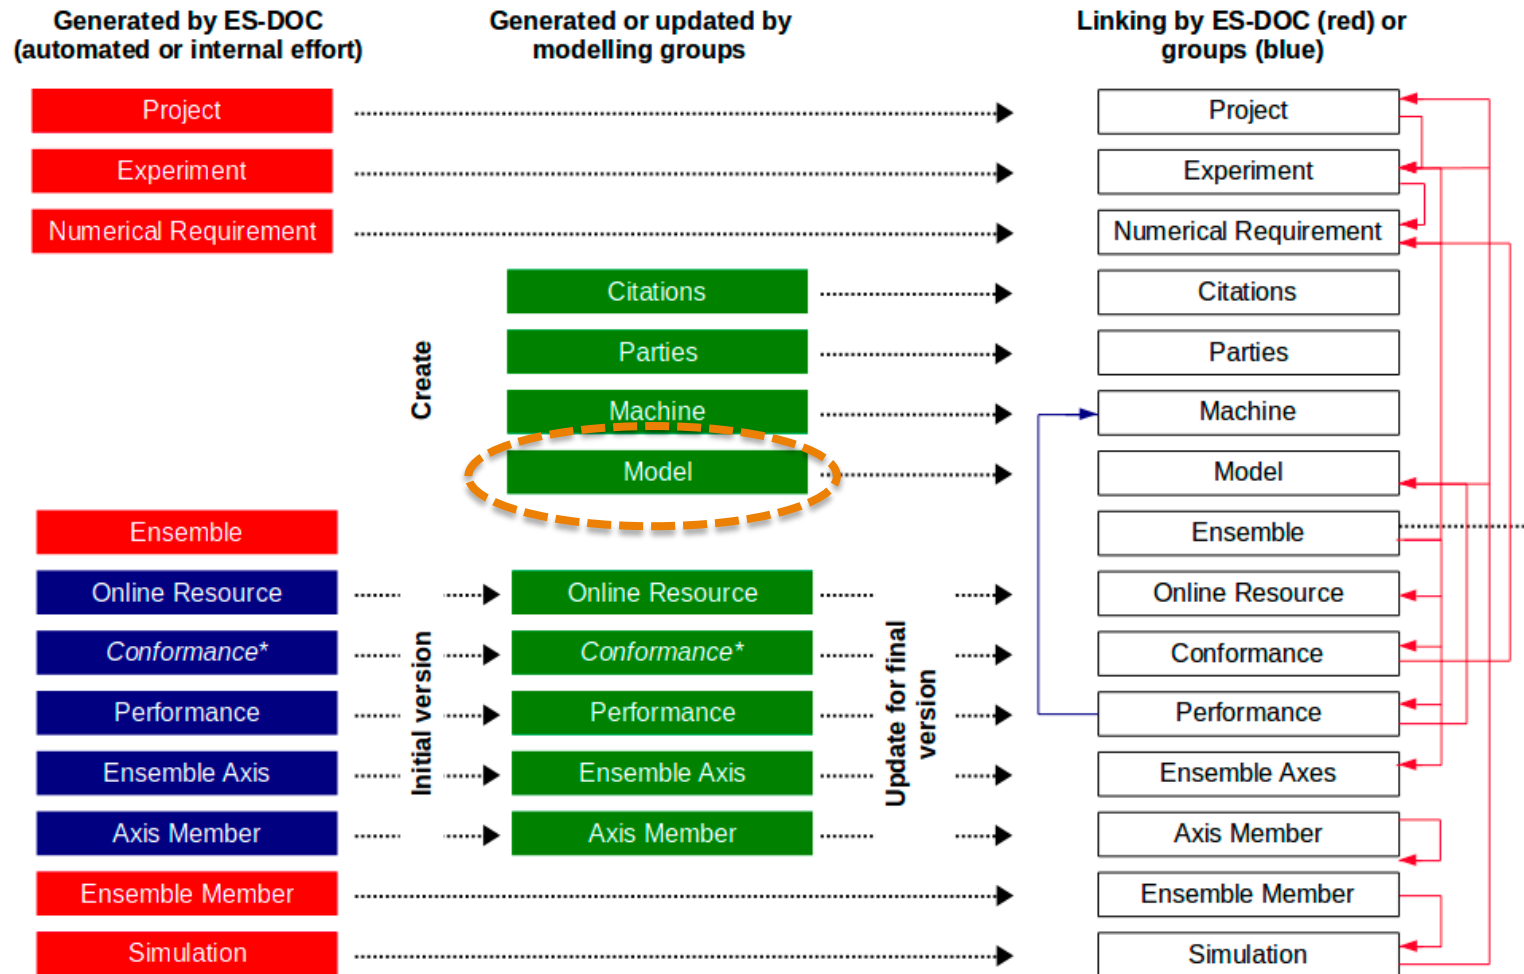 Generated by ES-DOC
(automated or internal effort)
Generated or updated by
modelling groups
Linking by ES-DOC (red) or
groups (blue)
Project
Project
Experiment
Experiment
Numerical Requirement
Numerical Requirement
Create
Citations
Citations
Parties
Parties
Machine
Machine
Model
Model
Ensemble
Ensemble
Initial version
Update for final
version
Online Resource
Online Resource
Online Resource
Conformance*
Conformance*
Conformance
Performance
Performance
Performance
Ensemble Axis
Ensemble Axis
Ensemble Axes
Axis Member
Axis Member
Axis Member
Ensemble Member
Ensemble Member
Simulation
Simulation